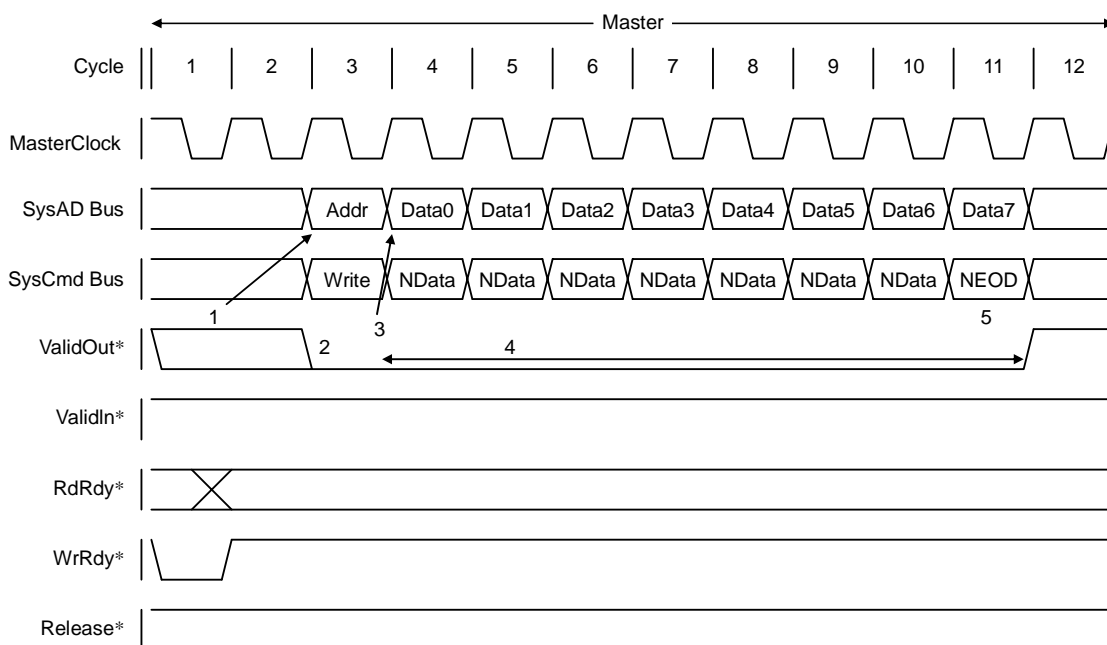 Master
Cycle 1 2 3 4 5 6 7 8 9 10 11 12
MasterClock
SysAD Bus Addr Data0 Data1 Data2 Data3 Data4 Data5 Data6 Data7
SysCmd Bus Write NData NData NData NData NData NData NData NEOD
1 3 5
ValidOut* 2 4
ValidIn*
RdRdy*
WrRdy*
Release*